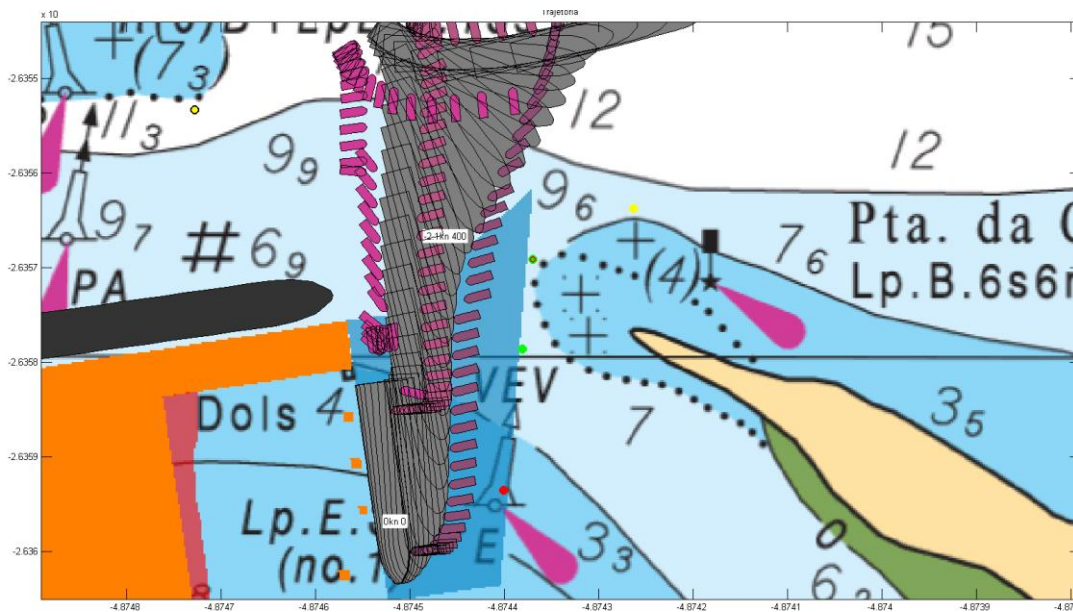 Trajetoria
x 10
-2.6355
-2.6356
-2.6357
-2.6358
-2.6359
-2.636
(7₃)
15
11₃
12
12
9₉
9₇
# 6₉
PA
9₆
-2.1kn 400
(4)
7₆
Pta. da
Lp.B.6s6
Dols 4
VEV
7
3₅
Lp.E.
0kn 0
(no.1
E
3₃
6
-4.8748
-4.8747
-4.8746
-4.8745
-4.8744
-4.8743
-4.8742
-4.8741
-4.874
-4.8739